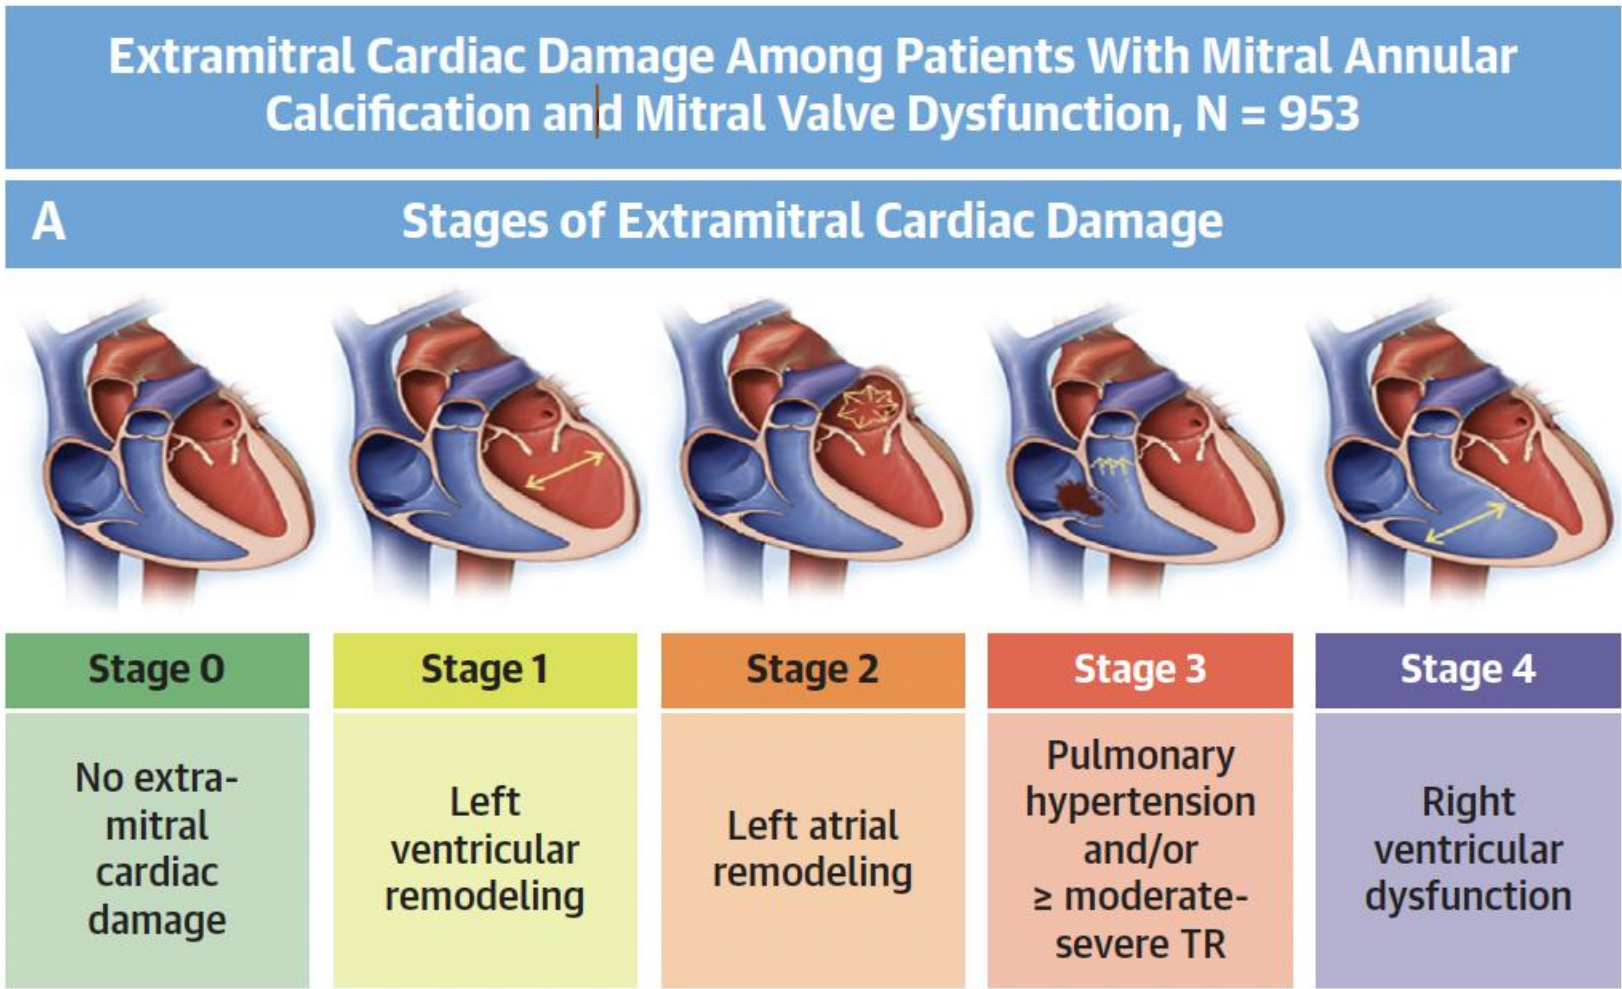 Extramitral Cardiac Damage Among Patients With Mitral Annular
Calcification and Mitral Valve Dysfunction, N = 953
A
Stages of Extramitral Cardiac Damage
Stage 0
No extra-
mitral
cardiac
damage
Stage 1
Left
ventricular
remodeling
Stage 2
Left atrial
remodeling
Stage 3
Pulmonary
hypertension
and/or
≥ moderate-
severe TR
Stage 4
Right
ventricular
dysfunction